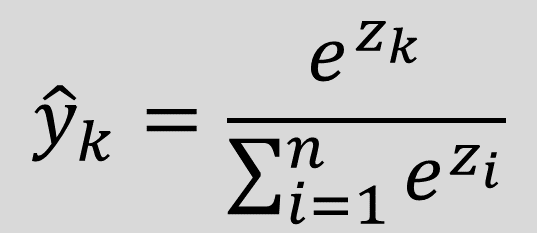 ŷ_k = e^{z_k} / ∑_{i=1}^{n} e^{z_i}